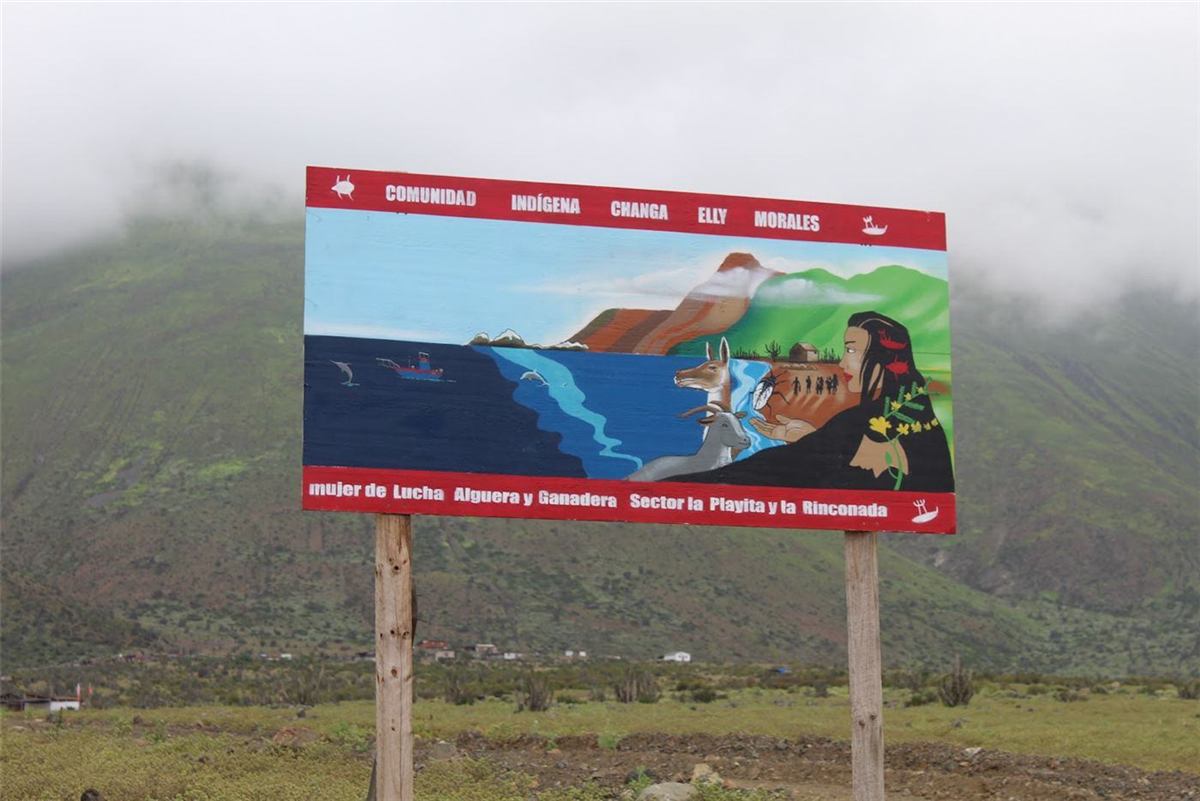 COMUNIDAD INDÍGENA CHANGA ELLY MORALES
mujer de Lucha Alguera y Ganadera Sector la Playita y la Rinconada